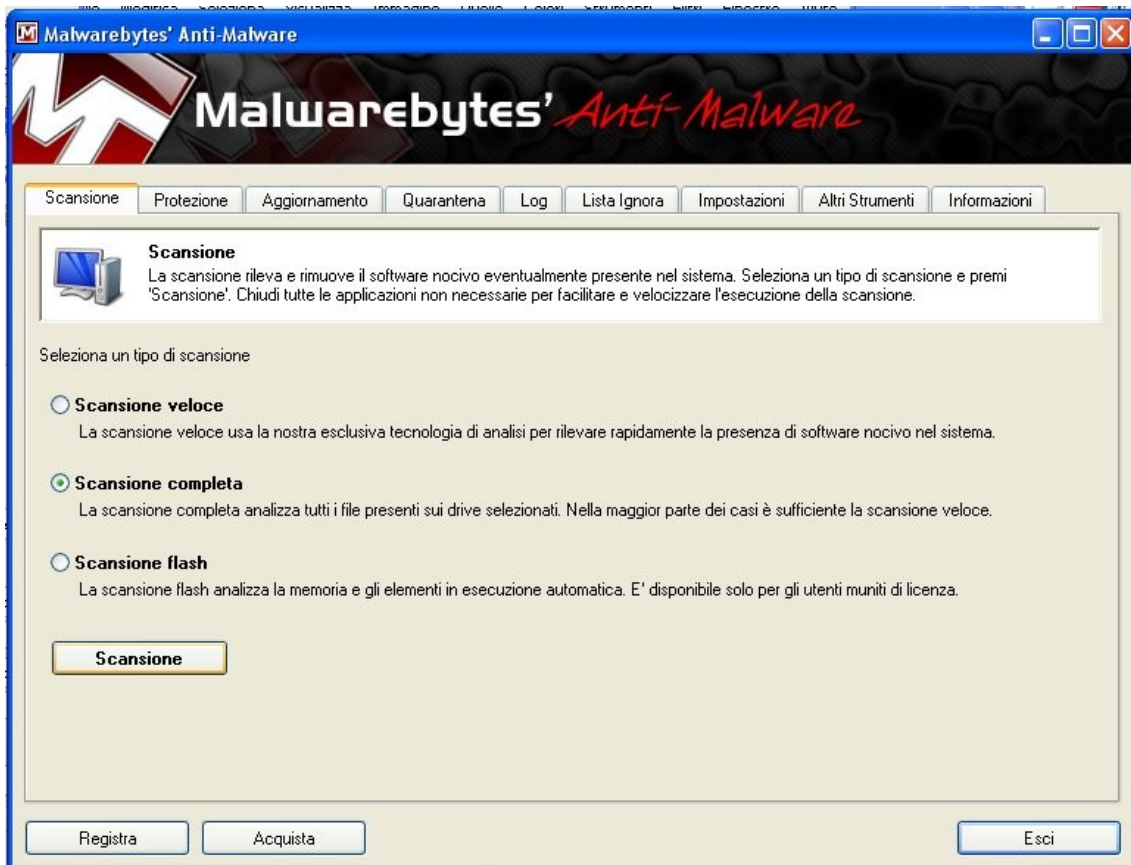 Malwarebytes' Anti-Malware
Malwarebytes' Anti-Malware
Scansione Protezione Aggiornamento Quarantena Log Lista Ignora Impostazioni Altri Strumenti Informazioni
Scansione
La scansione rileva e rimuove il software nocivo eventualmente presente nel sistema. Seleziona un tipo di scansione e premi
'Scansione'. Chiudi tutte le applicazioni non necessarie per facilitare e velocizzare l'esecuzione della scansione.
Seleziona un tipo di scansione
Scansione veloce
La scansione veloce usa la nostra esclusiva tecnologia di analisi per rilevare rapidamente la presenza di software nocivo nel sistema.
Scansione completa
La scansione completa analizza tutti i file presenti sui drive selezionati. Nella maggior parte dei casi è sufficiente la scansione veloce.
Scansione flash
La scansione flash analizza la memoria e gli elementi in esecuzione automatica. E' disponibile solo per gli utenti muniti di licenza.
Scansione
Registra Acquista Esci